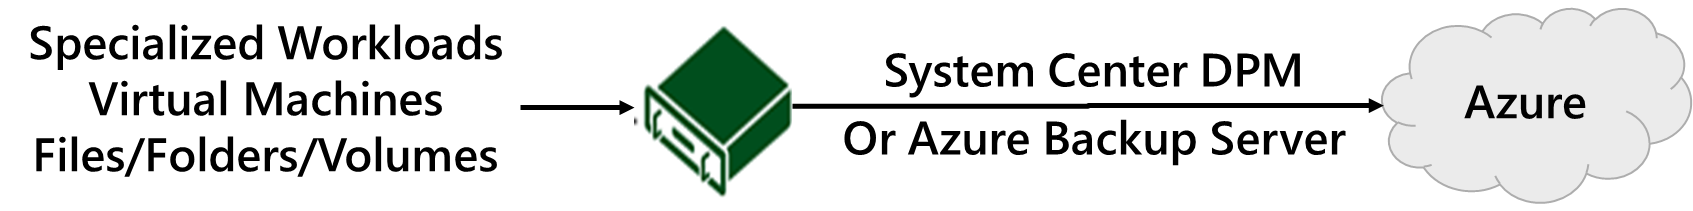 Specialized Workloads
Virtual Machines
Files/Folders/Volumes
System Center DPM
Or Azure Backup Server
Azure